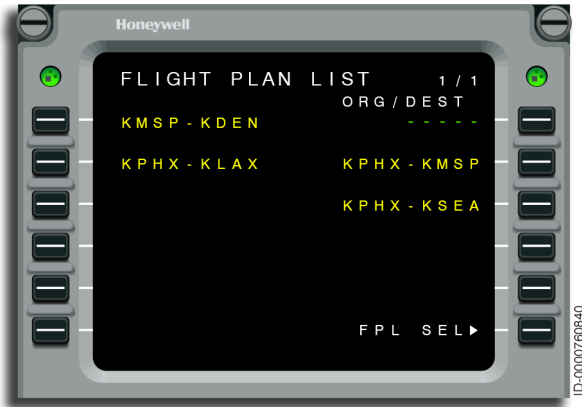 Honeywell
FLIGHT PLAN LIST 1/1
ORG/DEST
KMSP-KDEN -----
KPHX-KLAX KPHX-KMSP
KPHX-KSEA
FPL SEL▶
ID-0000760840